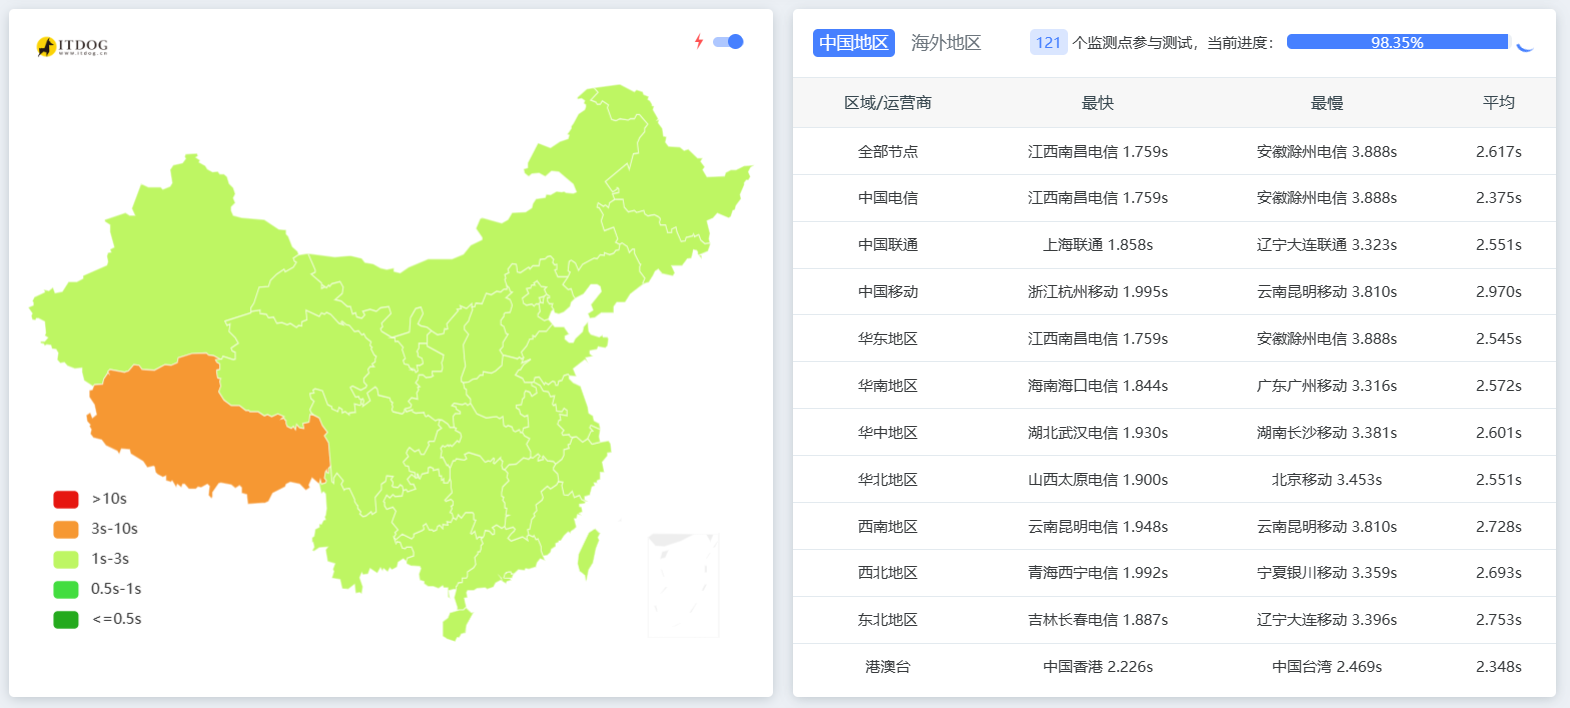 ITDOG
www.itdog.cn
>10s
3s-10s
1s-3s
0.5s-1s
<=0.5s
中国地区 海外地区 121 个监测点参与测试，当前进度： 98.35%
区域/运营商 最快 最慢 平均
全部节点 江西南昌电信 1.759s 安徽滁州电信 3.888s 2.617s
中国电信 江西南昌电信 1.759s 安徽滁州电信 3.888s 2.375s
中国联通 上海联通 1.858s 辽宁大连联通 3.323s 2.551s
中国移动 浙江杭州移动 1.995s 云南昆明移动 3.810s 2.970s
华东地区 江西南昌电信 1.759s 安徽滁州电信 3.888s 2.545s
华南地区 海南海口电信 1.844s 广东广州移动 3.316s 2.572s
华中地区 湖北武汉电信 1.930s 湖南长沙移动 3.381s 2.601s
华北地区 山西太原电信 1.900s 北京移动 3.453s 2.551s
西南地区 云南昆明电信 1.948s 云南昆明移动 3.810s 2.728s
西北地区 青海西宁电信 1.992s 宁夏银川移动 3.359s 2.693s
东北地区 吉林长春电信 1.887s 辽宁大连移动 3.396s 2.753s
港澳台 中国香港 2.226s 中国台湾 2.469s 2.348s